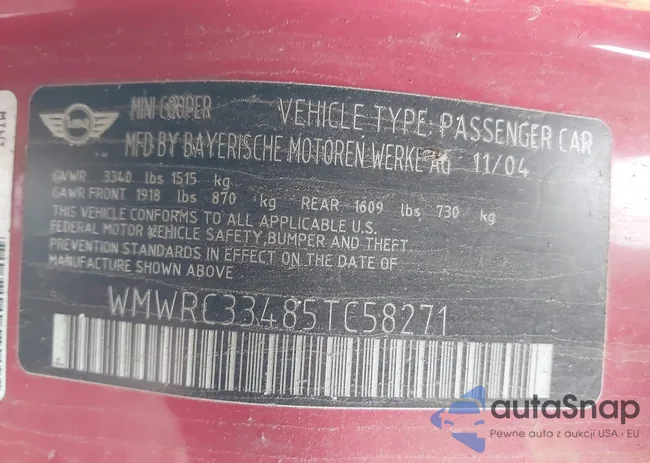 MINI COOPER VEHICLE TYPE: PASSENGER CAR
MFD BY BAYERISCHE MOTOREN WERKE AG 11/04
GVWR 3340 lbs 1515 kg
GAWR FRONT 1918 lbs 870 kg REAR 1609 lbs 730 kg
THIS VEHICLE CONFORMS TO ALL APPLICABLE U.S.
FEDERAL MOTOR VEHICLE SAFETY,BUMPER AND THEFT
PREVENTION STANDARDS IN EFFECT ON THE DATE OF
MANUFACTURE SHOWN ABOVE
WMWRC33485TC58271
MINI
autaSnap
Pewne auta z aukcji USA i EU